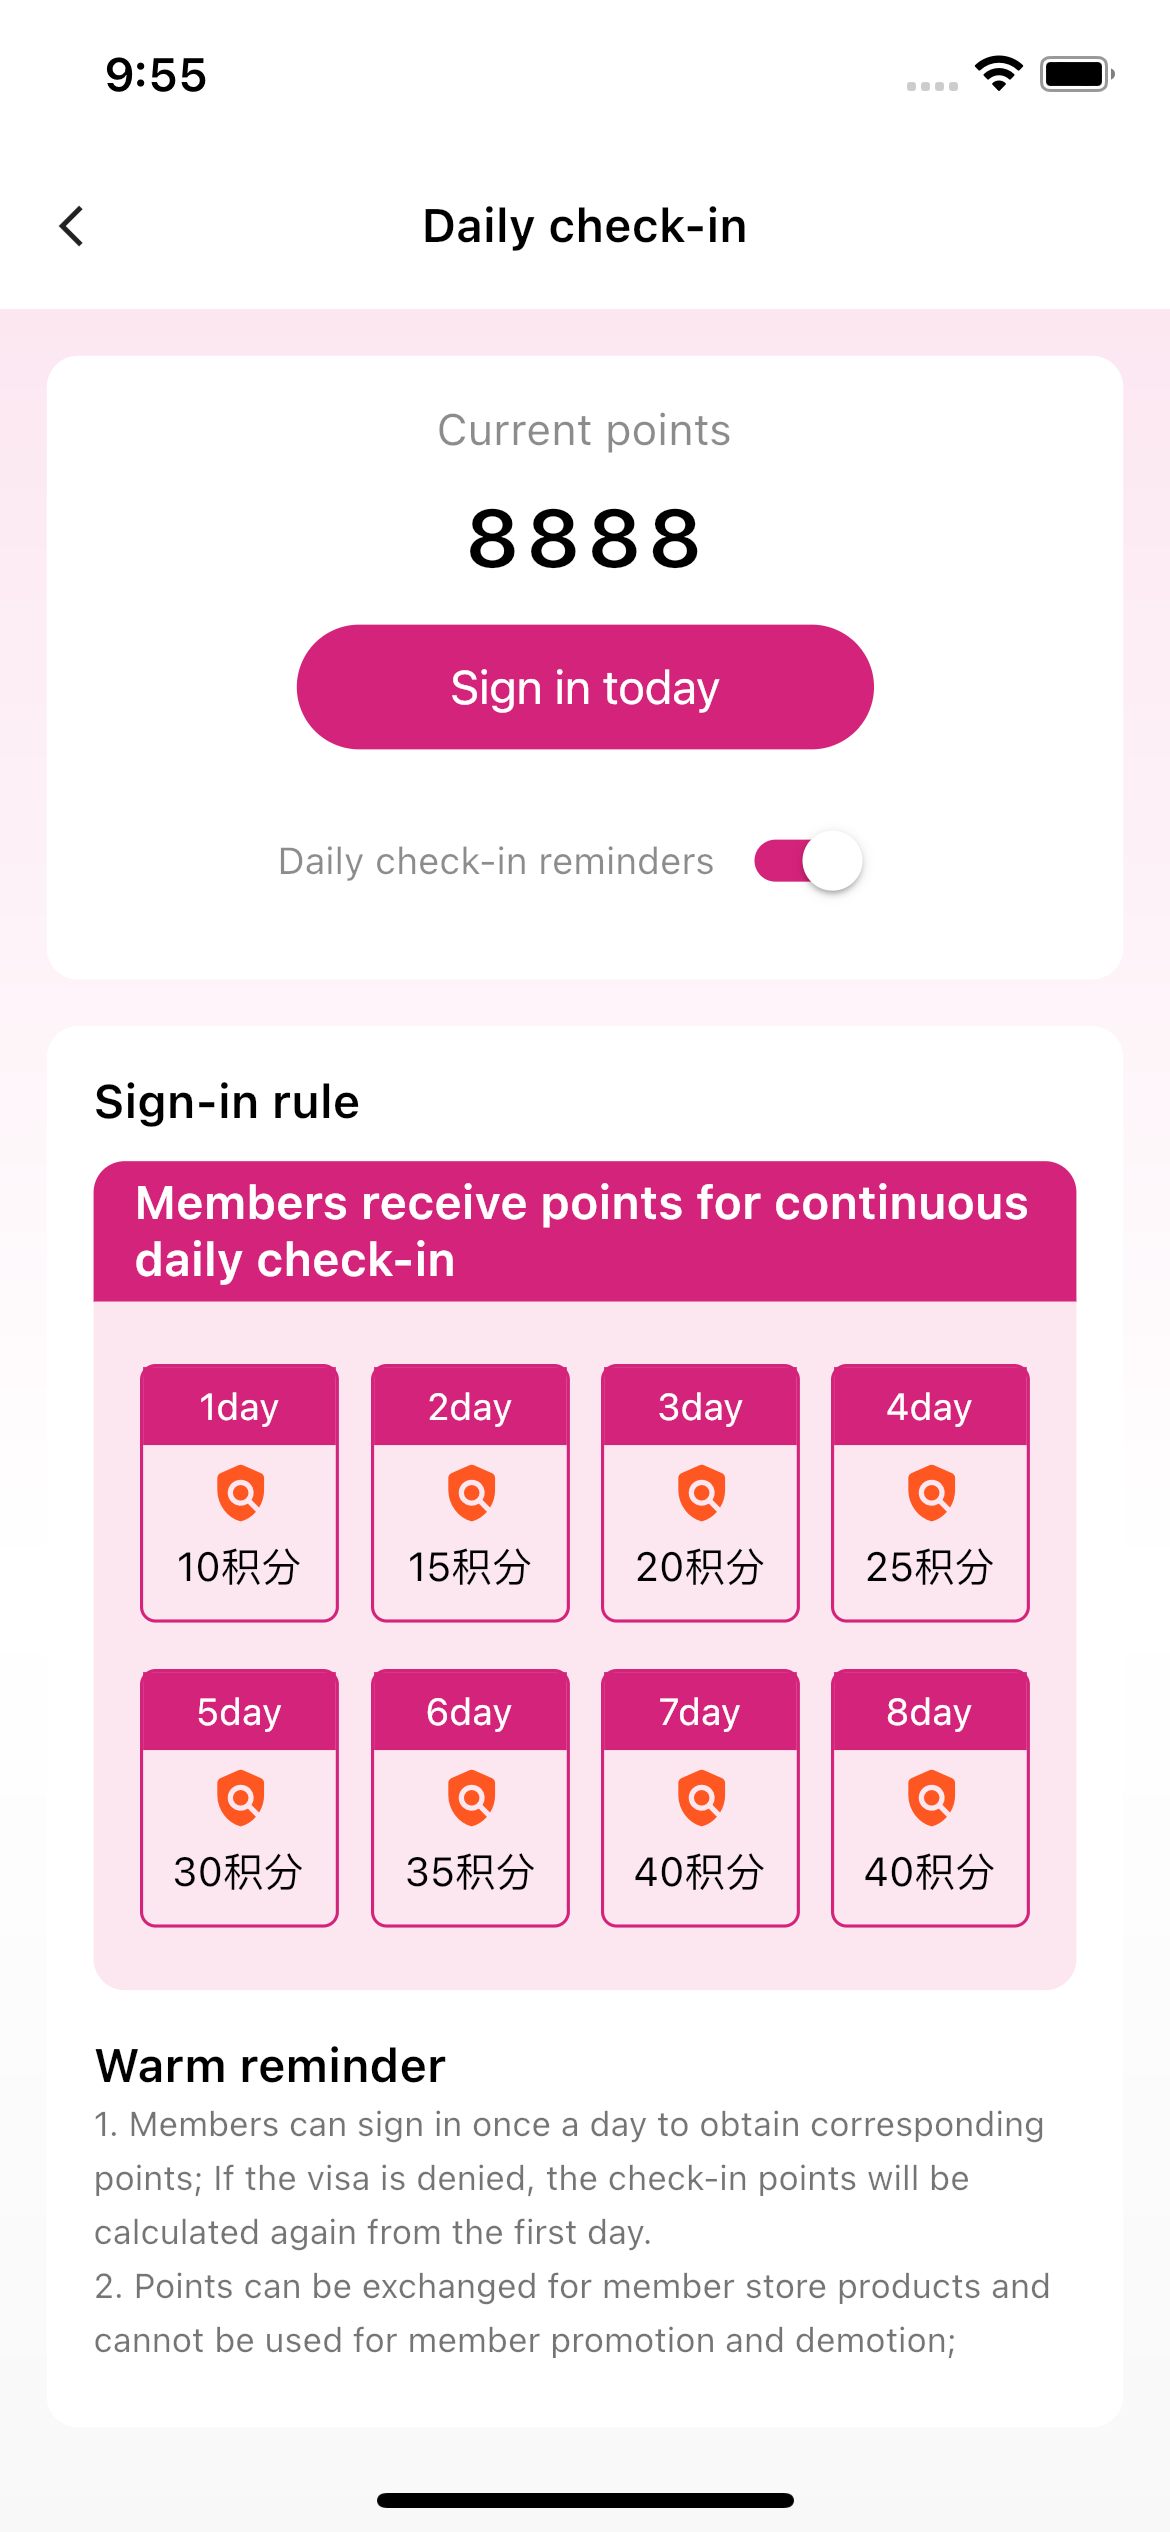 9:55
Daily check-in
Current points
8888
Sign in today
Daily check-in reminders
Sign-in rule
Members receive points for continuous
daily check-in
1day
2day
3day
4day
10积分
15积分
20积分
25积分
5day
6day
7day
8day
30积分
35积分
40积分
40积分
Warm reminder
1. Members can sign in once a day to obtain corresponding
points; If the visa is denied, the check-in points will be
calculated again from the first day.
2. Points can be exchanged for member store products and
cannot be used for member promotion and demotion;